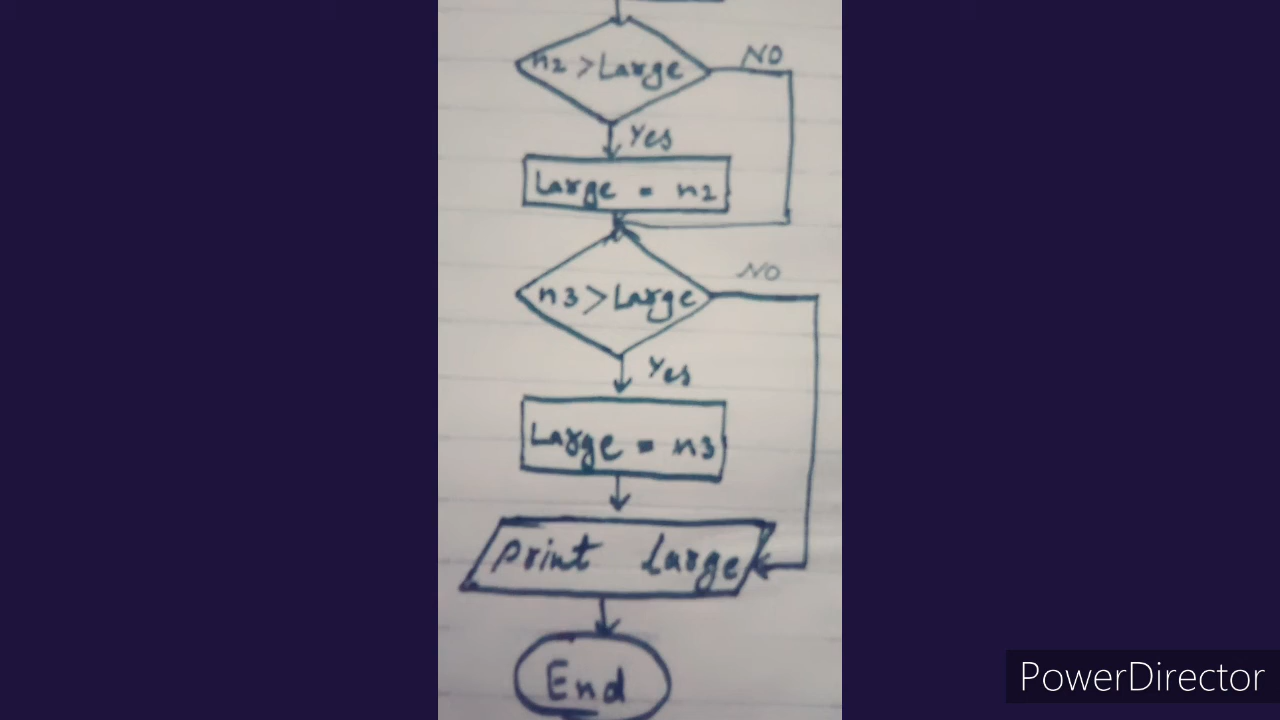 n2 > Large
NO
Yes
Large = n2
n3 > Large
NO
Yes
Large = n3
Print large
End
PowerDirector